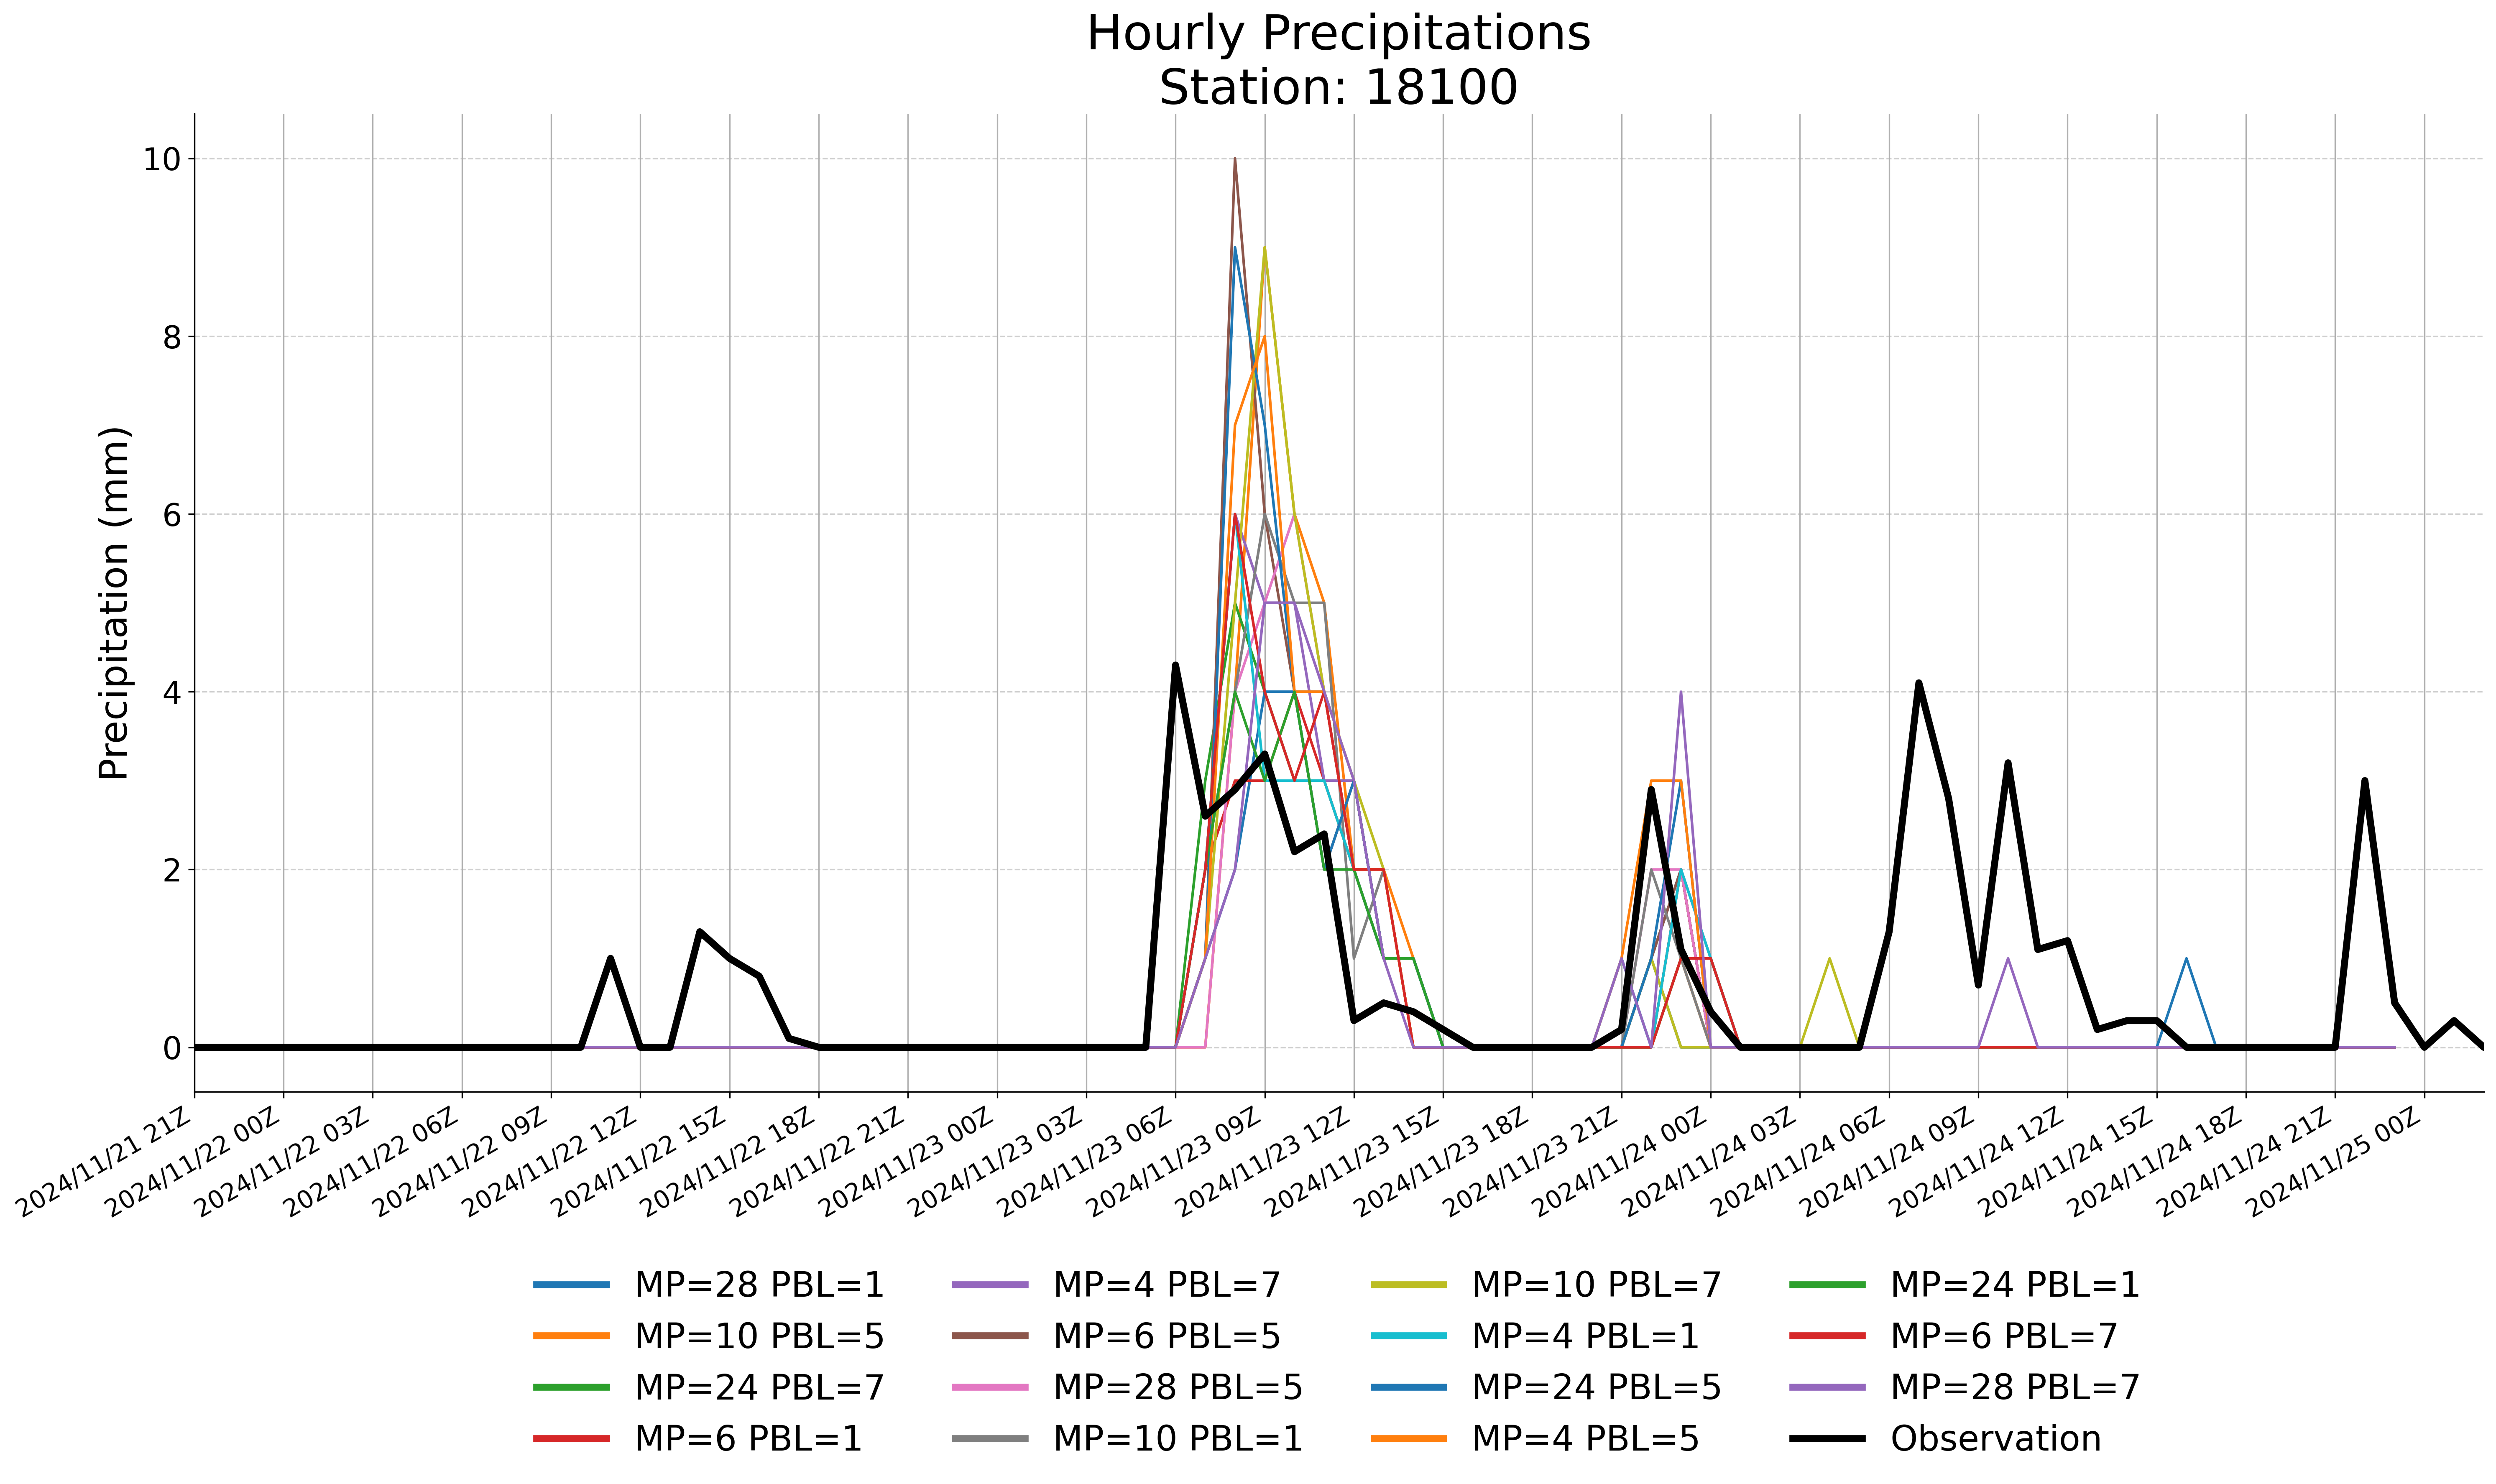 Hourly Precipitations
Station: 18100
Precipitation (mm)
10
8
6
4
2
0
2024/11/21 21Z
2024/11/22 00Z
2024/11/22 03Z
2024/11/22 06Z
2024/11/22 09Z
2024/11/22 12Z
2024/11/22 15Z
2024/11/22 18Z
2024/11/22 21Z
2024/11/23 00Z
2024/11/23 03Z
2024/11/23 06Z
2024/11/23 09Z
2024/11/23 12Z
2024/11/23 15Z
2024/11/23 18Z
2024/11/23 21Z
2024/11/24 00Z
2024/11/24 03Z
2024/11/24 06Z
2024/11/24 09Z
2024/11/24 12Z
2024/11/24 15Z
2024/11/24 18Z
2024/11/24 21Z
2024/11/25 00Z
MP=28 PBL=1
MP=10 PBL=5
MP=24 PBL=7
MP=6 PBL=1
MP=4 PBL=7
MP=6 PBL=5
MP=28 PBL=5
MP=10 PBL=1
MP=10 PBL=7
MP=4 PBL=1
MP=24 PBL=5
MP=4 PBL=5
MP=24 PBL=1
MP=6 PBL=7
MP=28 PBL=7
Observation